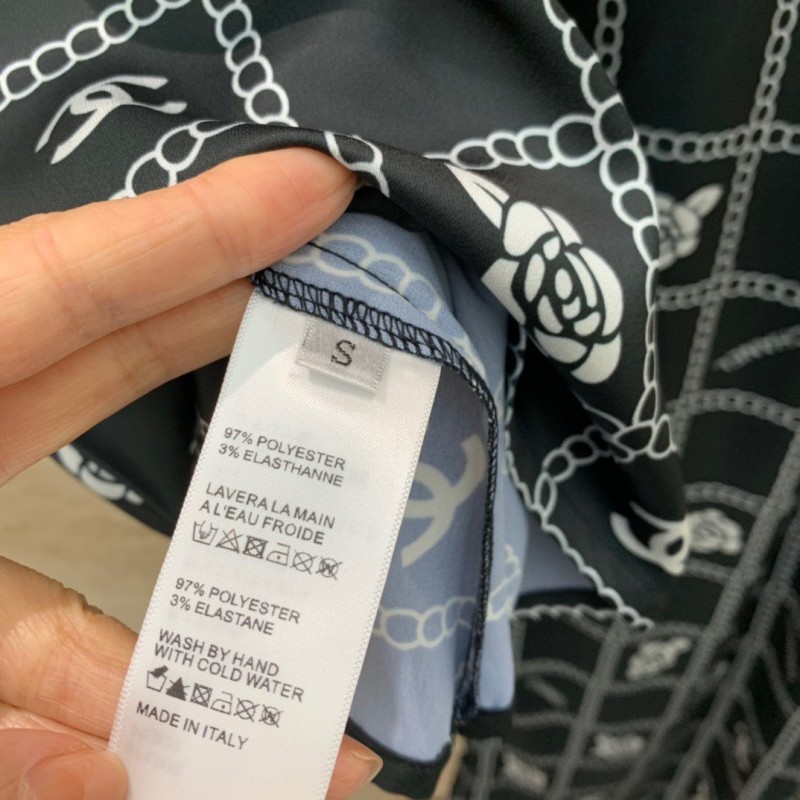 S
97% POLYESTER
3% ELASTHANNE
LAVERA LA MAIN
A L'EAU FROIDE
97% POLYESTER
3% ELASTANE
WASH BY HAND
WITH COLD WATER
MADE IN ITALY